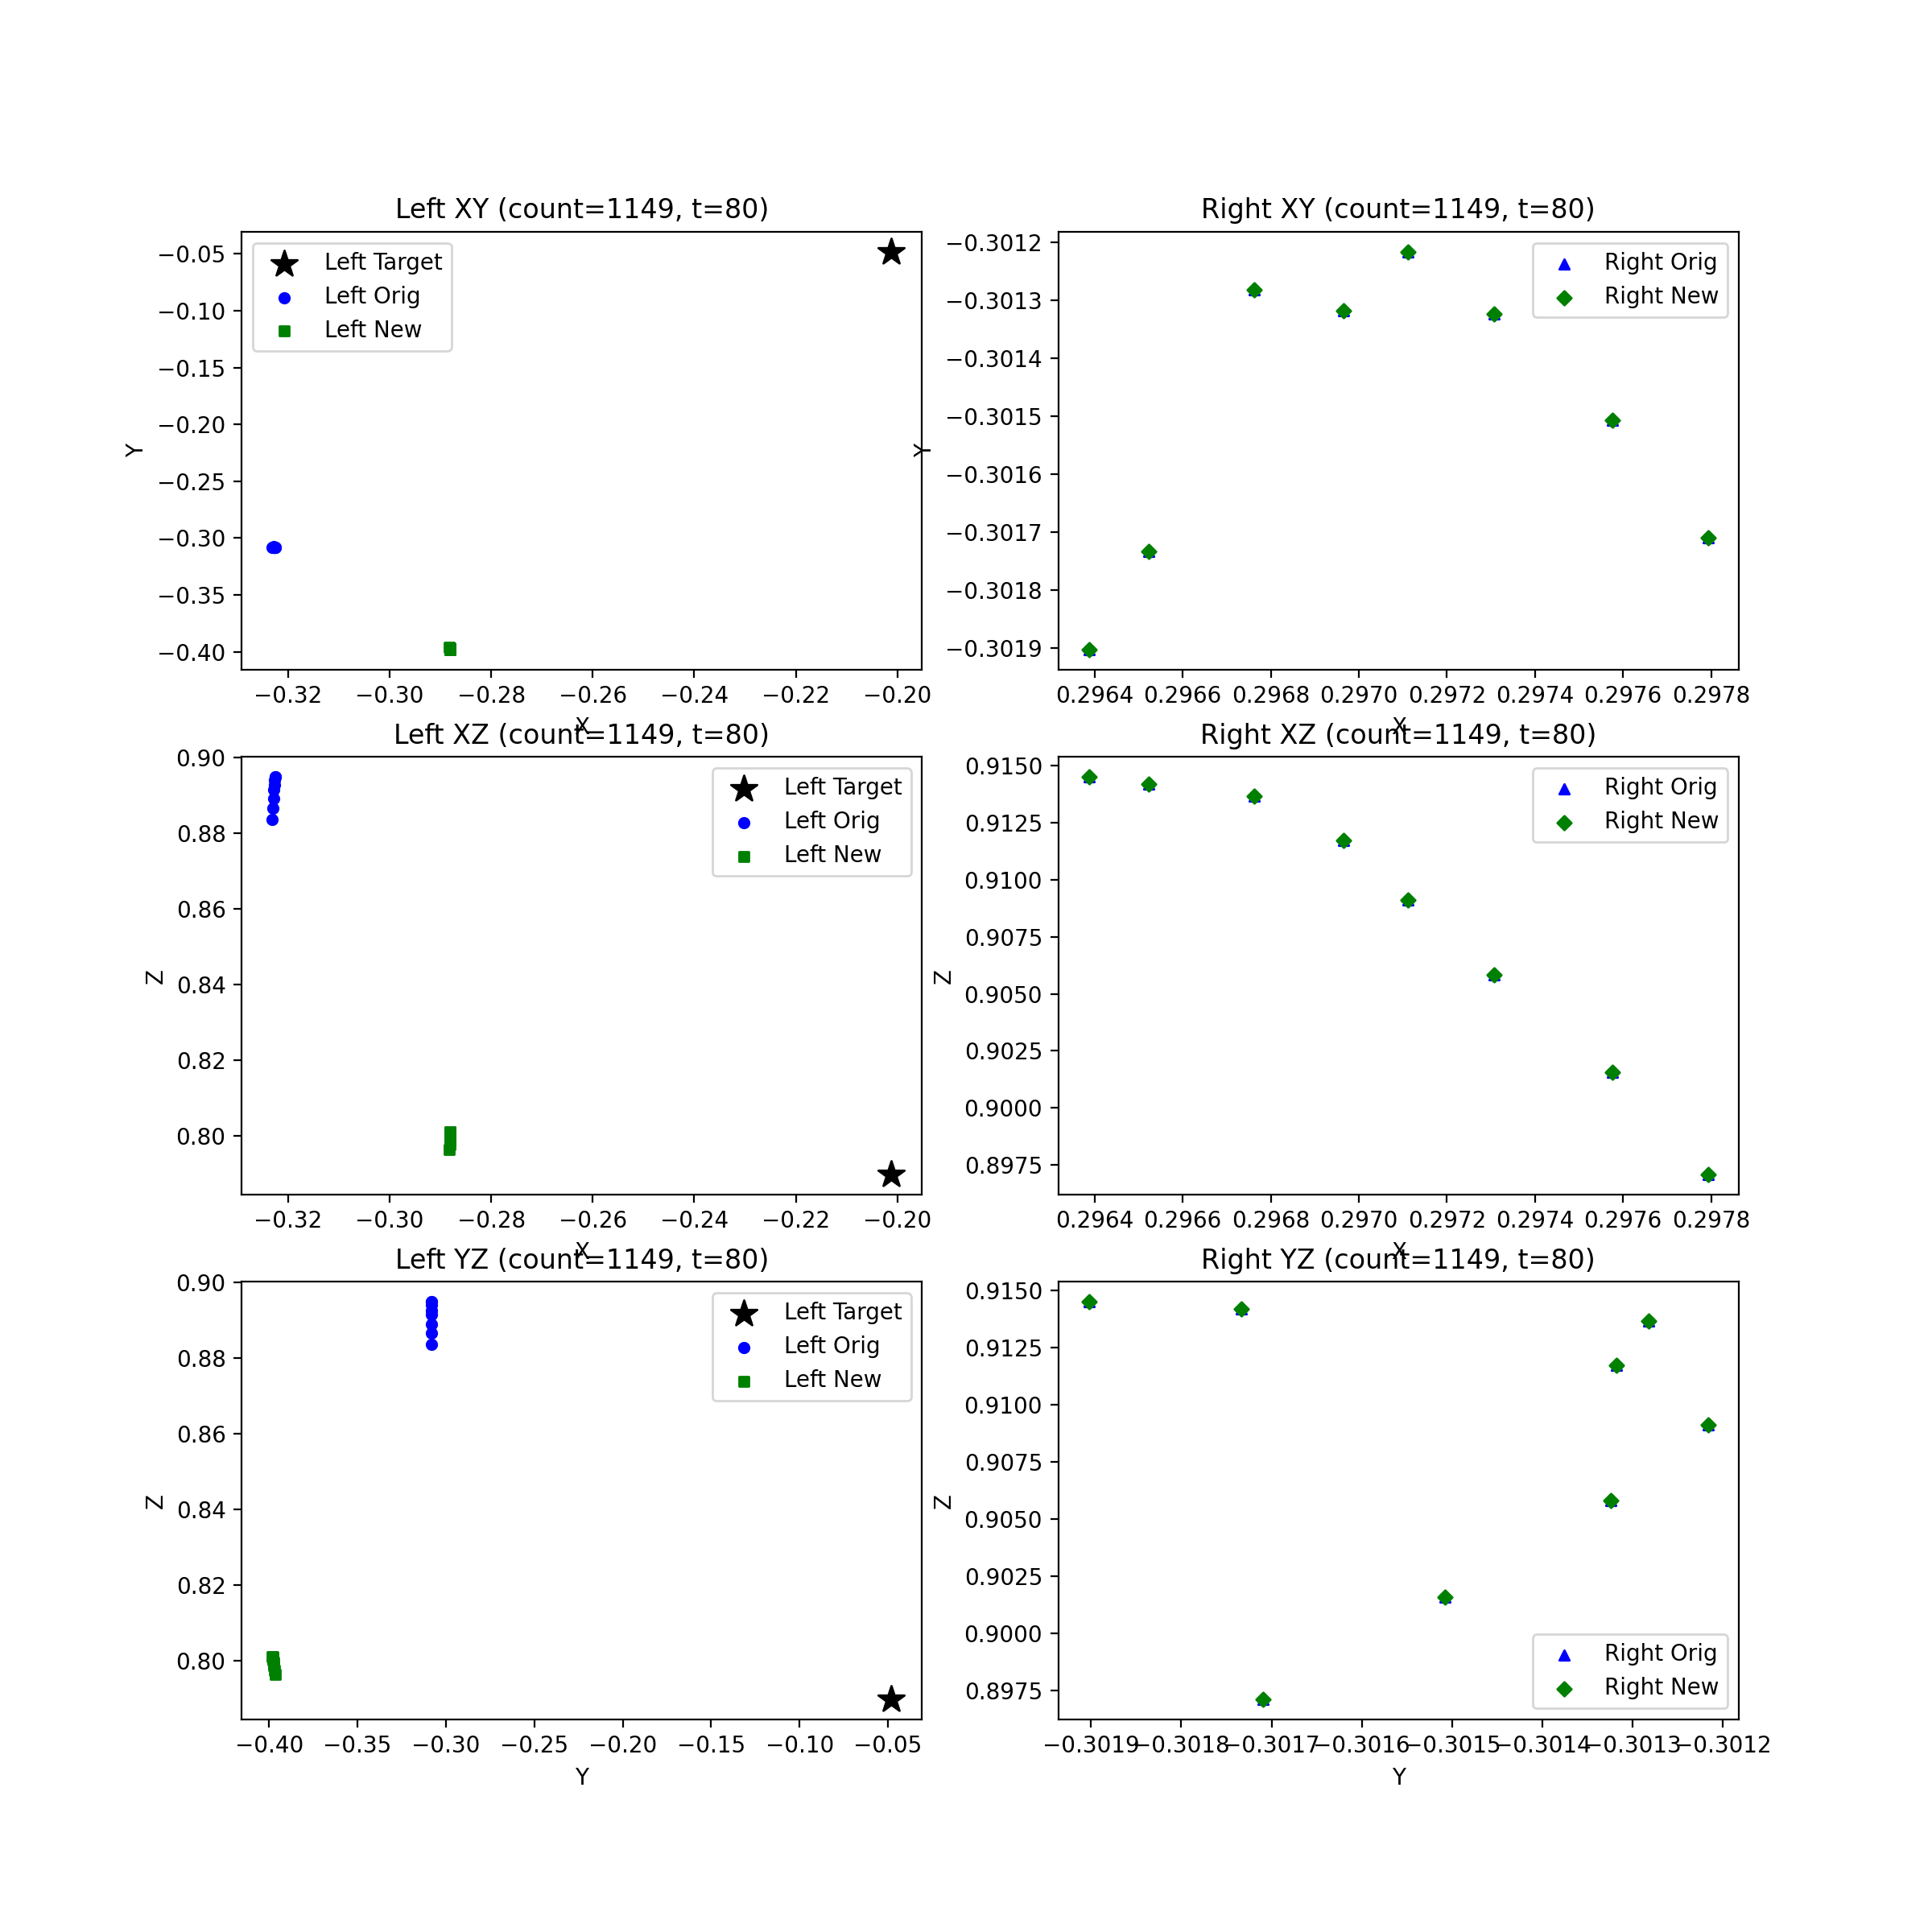 Left XY (count=1149, t=80)
Left Target
Left Orig
Left New
−0.05
−0.10
−0.15
−0.20
−0.25
−0.30
−0.35
−0.40
Y
−0.32 −0.30 −0.28 −0.26 −0.24 −0.22 −0.20
X
Right XY (count=1149, t=80)
Right Orig
Right New
−0.3012
−0.3013
−0.3014
−0.3015
−0.3016
−0.3017
−0.3018
−0.3019
Y
0.2964 0.2966 0.2968 0.2970 0.2972 0.2974 0.2976 0.2978
X
Left XZ (count=1149, t=80)
Left Target
Left Orig
Left New
0.90
0.88
0.86
0.84
0.82
0.80
Z
−0.32 −0.30 −0.28 −0.26 −0.24 −0.22 −0.20
X
Right XZ (count=1149, t=80)
Right Orig
Right New
0.9150
0.9125
0.9100
0.9075
0.9050
0.9025
0.9000
0.8975
Z
0.2964 0.2966 0.2968 0.2970 0.2972 0.2974 0.2976 0.2978
X
Left YZ (count=1149, t=80)
Left Target
Left Orig
Left New
0.90
0.88
0.86
0.84
0.82
0.80
Z
−0.40 −0.35 −0.30 −0.25 −0.20 −0.15 −0.10 −0.05
Y
Right YZ (count=1149, t=80)
0.9150
0.9125
0.9100
0.9075
0.9050
0.9025
0.9000
0.8975
Z
Right Orig
Right New
−0.3019 −0.3018 −0.3017 −0.3016 −0.3015 −0.3014 −0.3013 −0.3012
Y